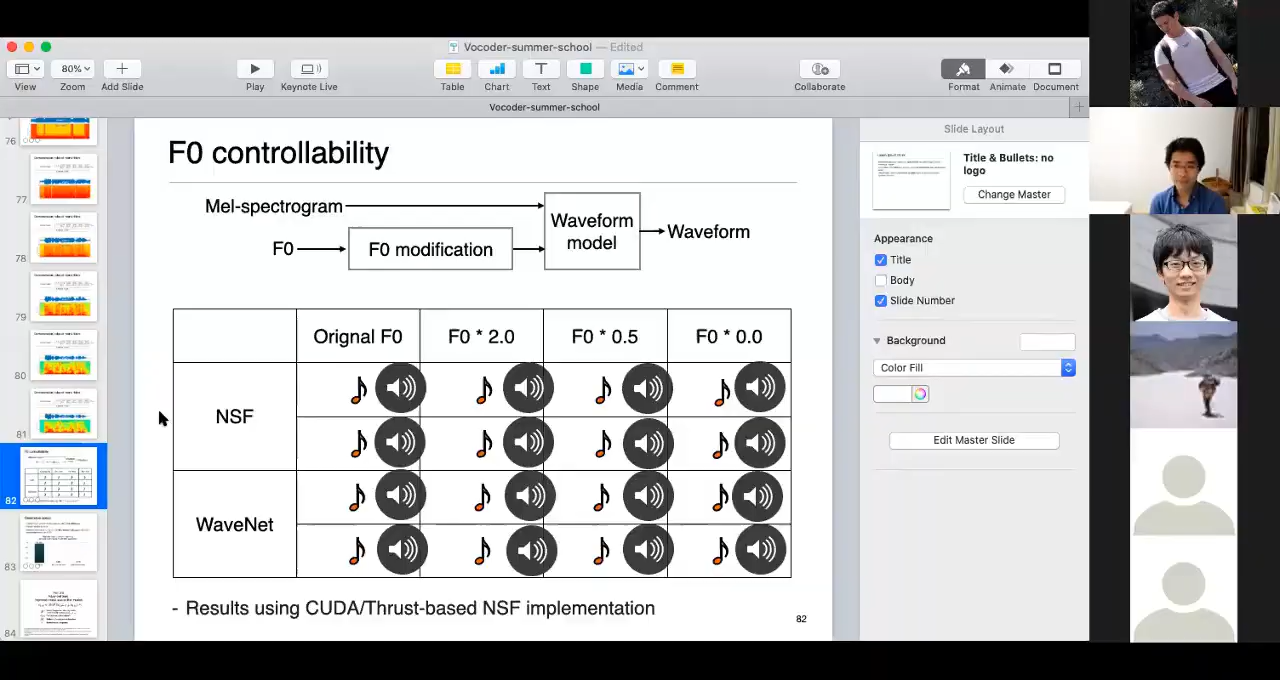 Vocoder-summer-school — Edited
View
80%
Zoom
Add Slide
Play
Keynote Live
Table
Chart
Text
Shape
Media
Comment
Collaborate
Format
Animate
Document
Vocoder-summer-school
76
77
78
79
80
81
82
83
84
F0 controllability
Mel-spectrogram
F0
F0 modification
Waveform
model
Waveform
Orignal F0
F0 * 2.0
F0 * 0.5
F0 * 0.0
NSF
WaveNet
- Results using CUDA/Thrust-based NSF implementation
82
Slide Layout
Title & Bullets: no
logo
Change Master
Appearance
Title
Body
Slide Number
Background
Color Fill
Edit Master Slide